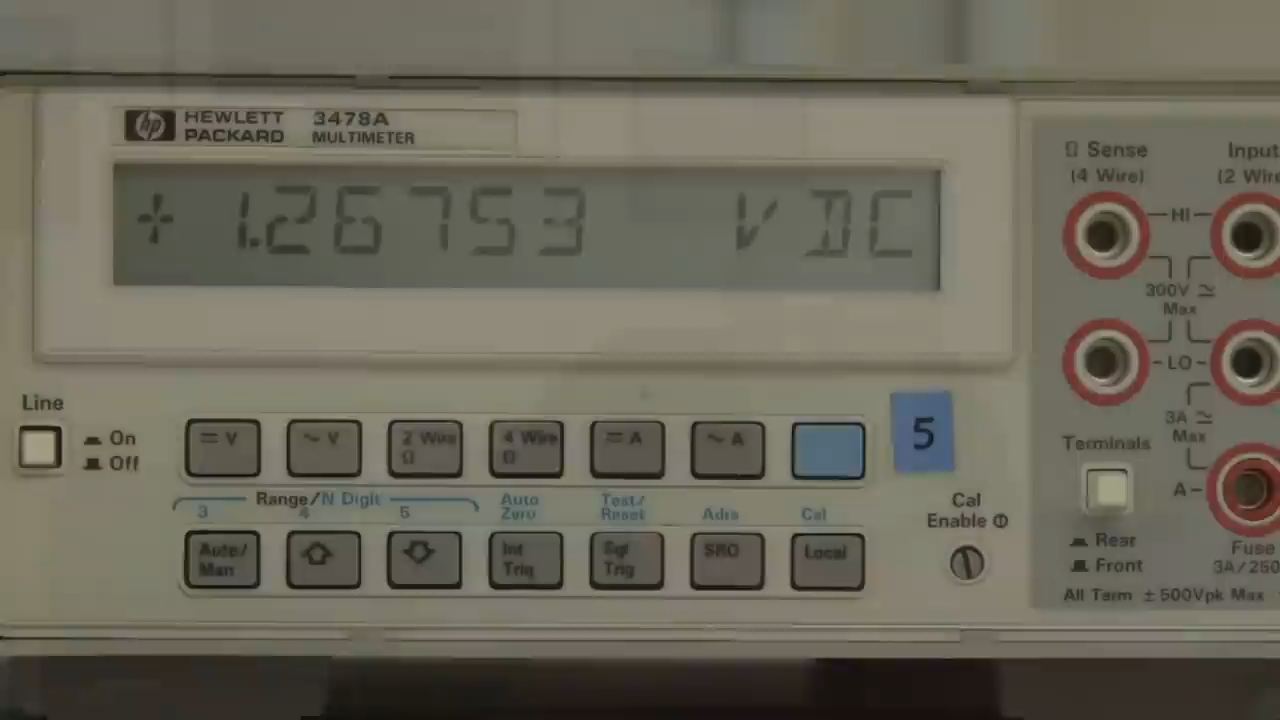 hp HEWLETT PACKARD 3478A MULTIMETER
+ 1.26753 VDC
Ω Sense (4 Wire)
Input (2 Wire
HI
300V ≃ Max
LO
3A ≃ Max
A
Fuse 3A/250
Terminals
Rear
Front
All Term ±500Vpk Max
Line
On
Off
⎓ V
~ V
2 Wire Ω
4 Wire Ω
⎓ A
~ A
5
Range/N Digit
3 4 5
Auto Zero
Test/ Reset
Adrs
Cal
Auto/ Man
Int Trig
Sgl Trig
SRQ
Local
Cal Enable